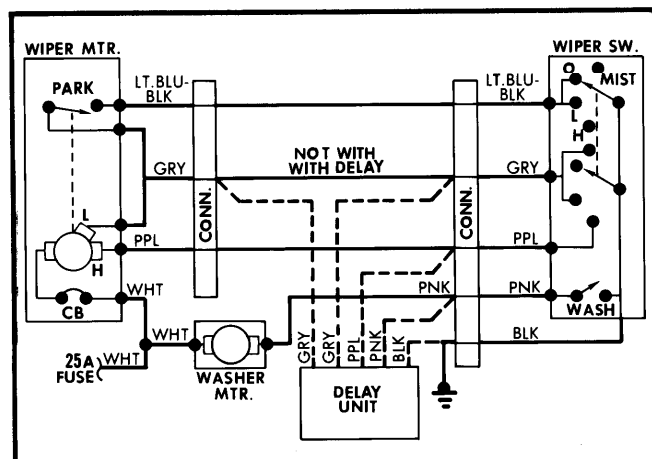 WIPER MTR.
WIPER SW.
PARK
LT.BLU-
BLK
LT.BLU-
BLK
O
MIST
L
H
NOT WITH
WITH DELAY
GRY
GRY
CONN.
CONN.
L
H
PPL
PPL
WHT
CB
PNK
PNK
WASH
WHT
BLK
25A
FUSE
WHT
WASHER
MTR.
GRY
GRY
PPL
PNK
BLK
DELAY
UNIT